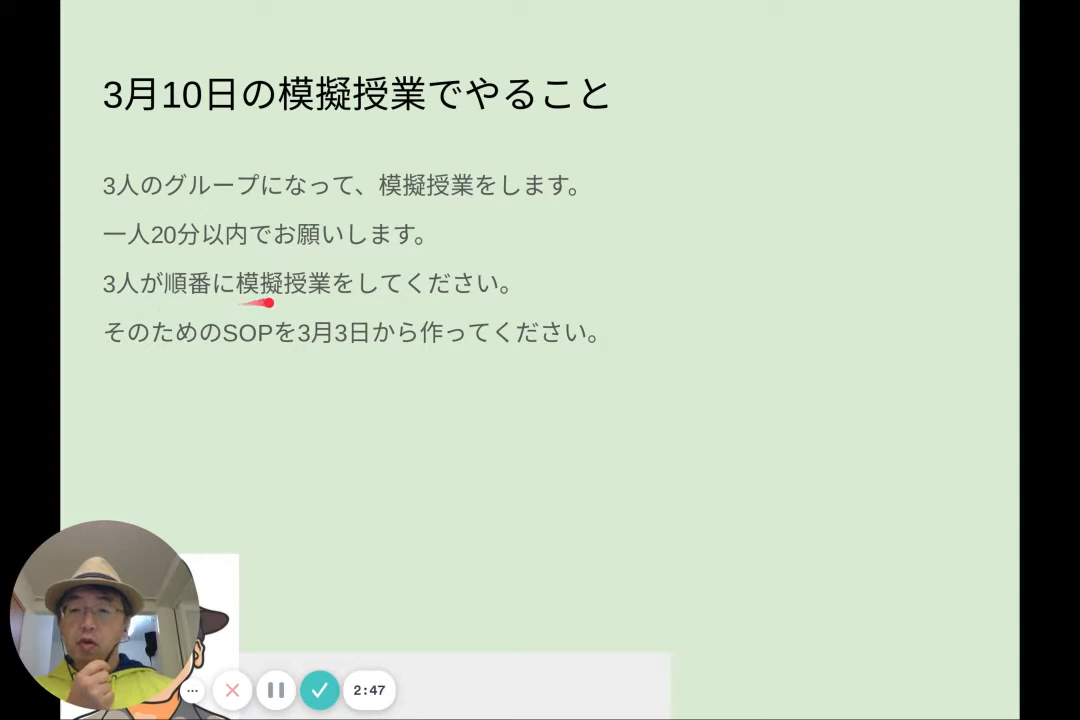 3月10日の模擬授業でやること
3人のグループになって、模擬授業をします。
一人20分以内でお願いします。
3人が順番に模擬授業をしてください。
そのためのSOPを3月3日から作ってください。
2:47